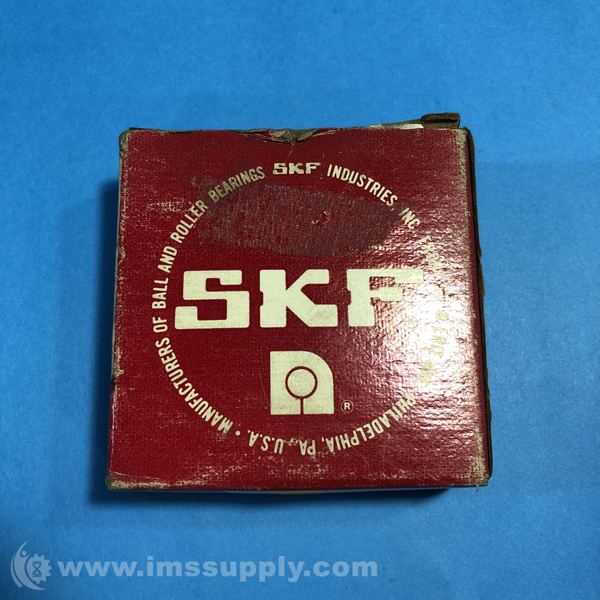 MANUFACTURERS OF BALL AND ROLLER BEARINGS SKF INDUSTRIES, INC.
PHILADELPHIA, PA., U.S.A. •
SKF
®
www.imssupply.com